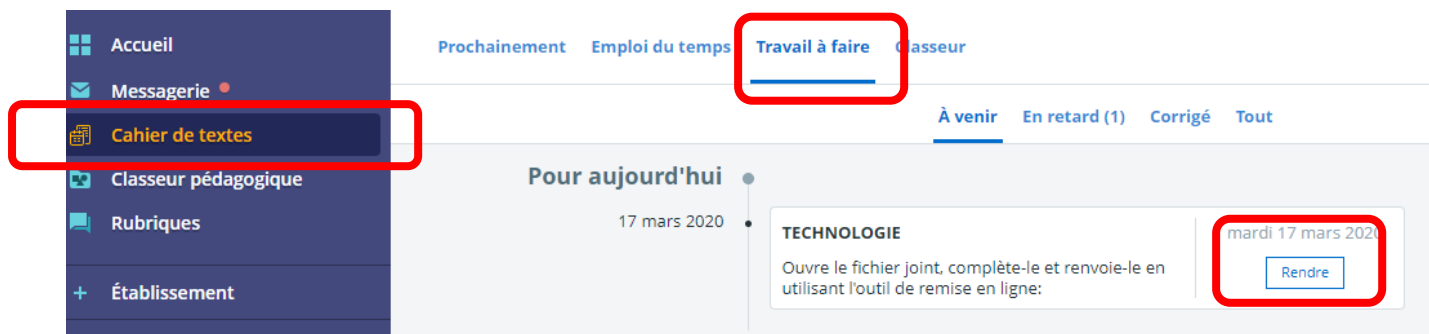 Accueil
Messagerie
Cahier de textes
Classeur pédagogique
Rubriques
+ Établissement
Prochainement Emploi du temps Travail à faire Classeur
À venir En retard (1) Corrigé Tout
Pour aujourd'hui
17 mars 2020
TECHNOLOGIE
Ouvre le fichier joint, complète-le et renvoie-le en
utilisant l'outil de remise en ligne:
mardi 17 mars 2020
Rendre